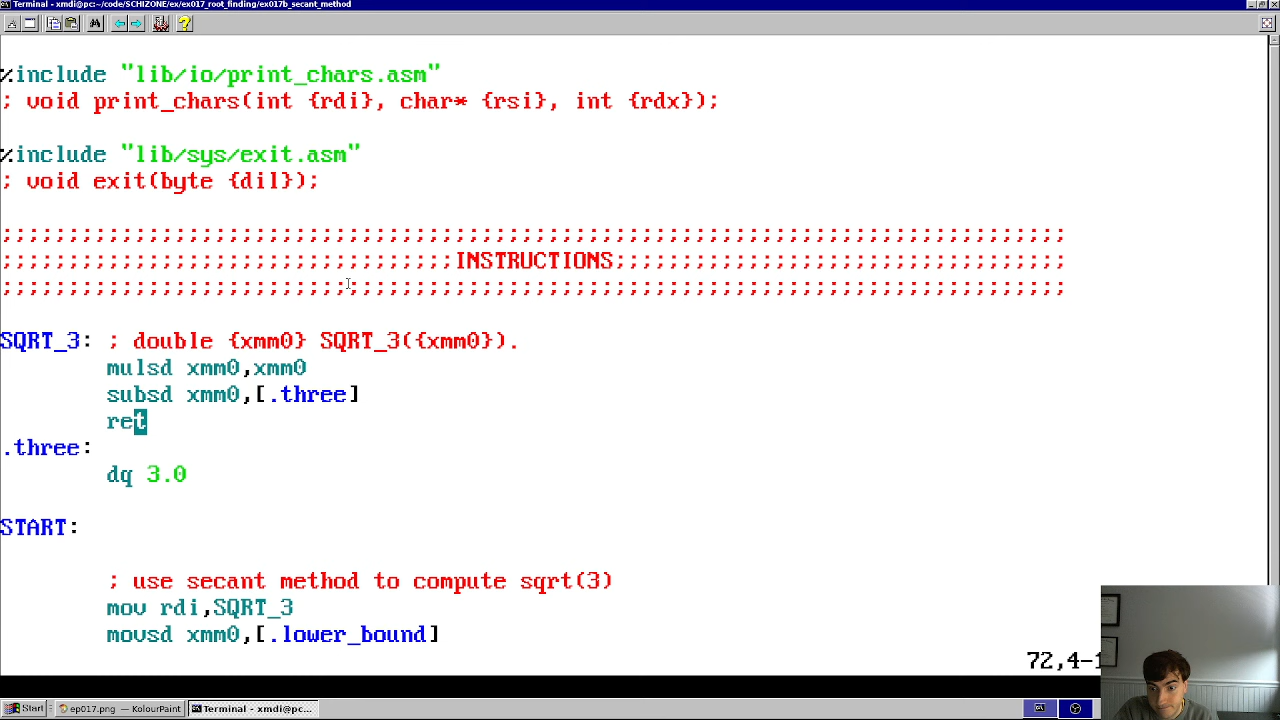 Terminal - xmdi@pc:~/code/SCHIZONE/ex/ex017_root_finding/ex017b_secant_method
%include "lib/io/print_chars.asm"
; void print_chars(int {rdi}, char* {rsi}, int {rdx});
%include "lib/sys/exit.asm"
; void exit(byte {dil});
;;;;;;;;;;;;;;;;;;;;;;;;;;;;;;;;;;;;;;;;;;;;;;;;;;;;;;;;;;;;;;;;;;;;;;;;;;;;;;;;
;;;;;;;;;;;;;;;;;;;;;;;;;;;;;;;;;;INSTRUCTIONS;;;;;;;;;;;;;;;;;;;;;;;;;;;;;;;;;;
;;;;;;;;;;;;;;;;;;;;;;;;;;;;;;;;;;;;;;;;;;;;;;;;;;;;;;;;;;;;;;;;;;;;;;;;;;;;;;;;
SQRT_3: ; double {xmm0} SQRT_3({xmm0}).
mulsd xmm0,xmm0
subsd xmm0,[.three]
ret
.three:
dq 3.0
START:
; use secant method to compute sqrt(3)
mov rdi,SQRT_3
movsd xmm0,[.lower_bound]
72,4-1
Start ep017.png — KolourPaint Terminal - xmdi@pc...